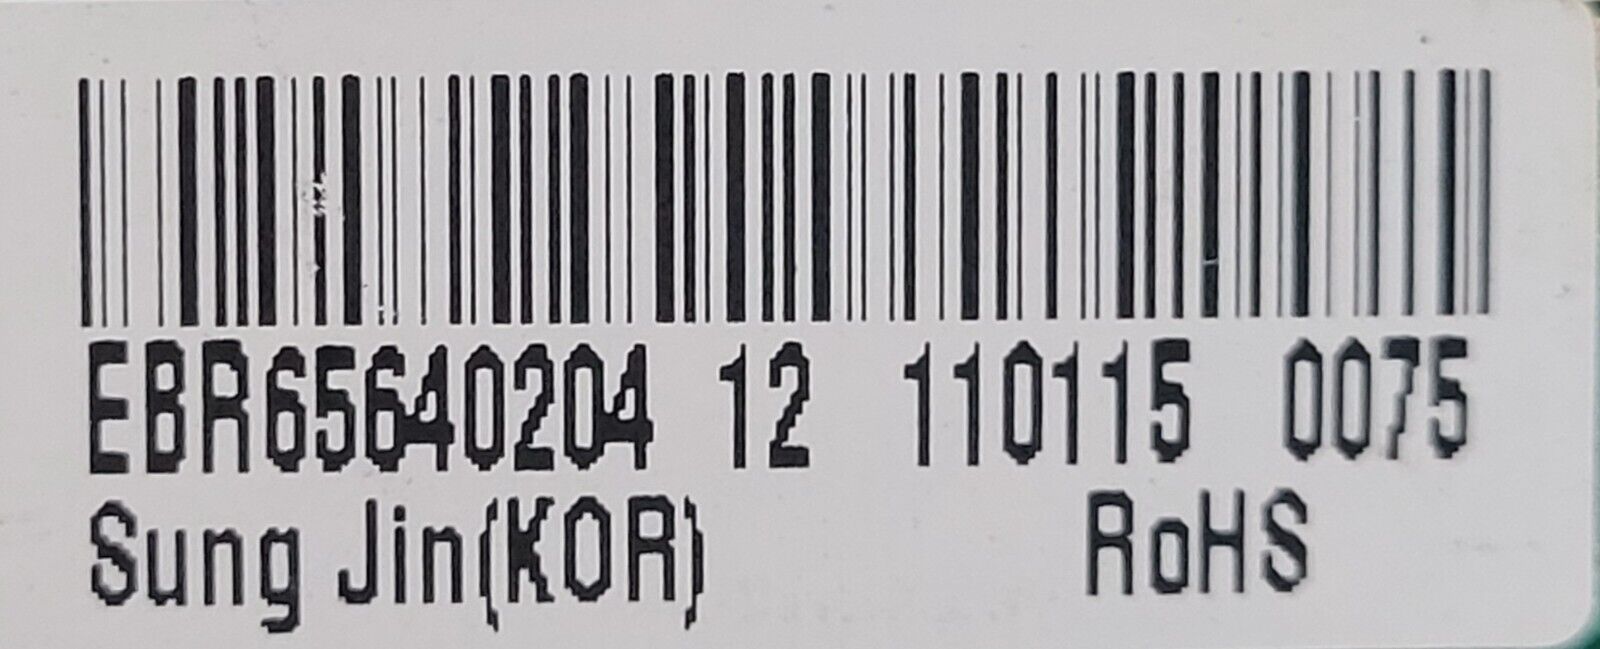 EBR65640204 12 110115 0075
Sung Jin(KOR) RoHS